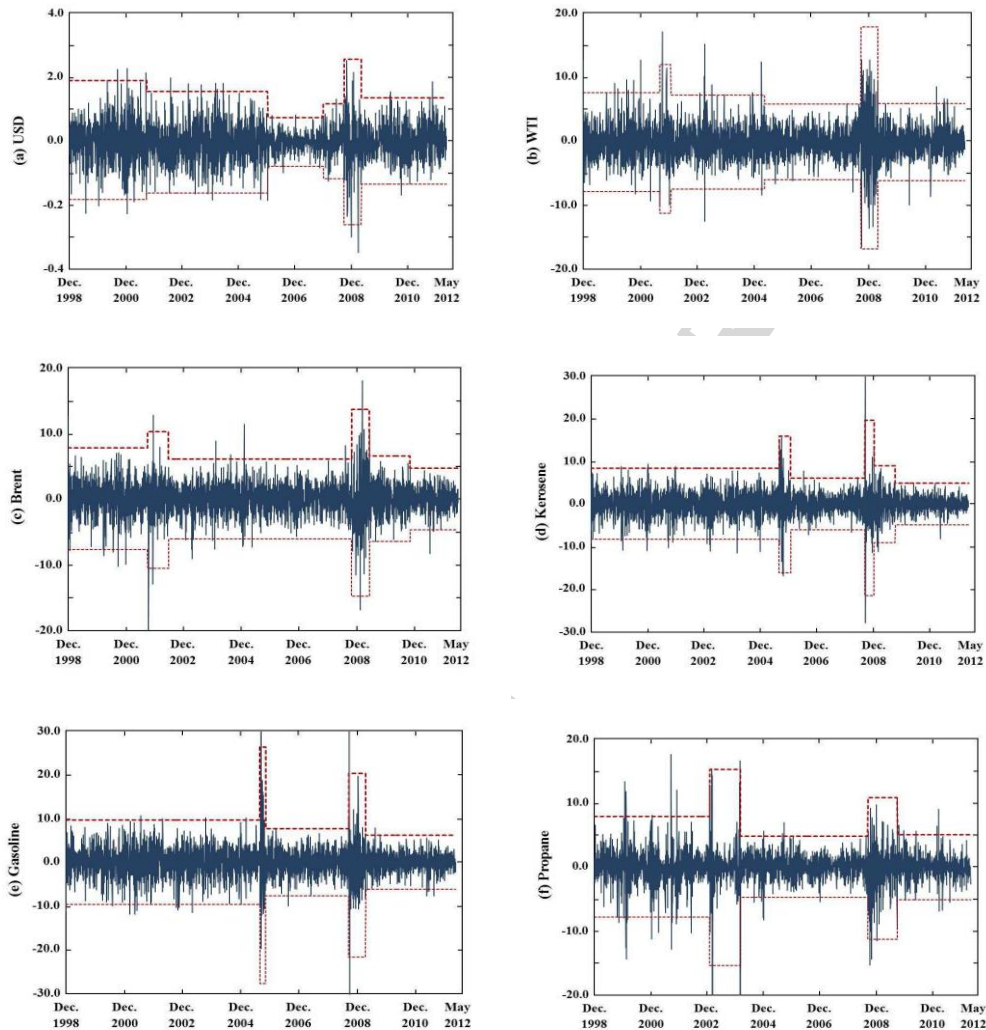 4.0
2.0
0.0
-0.2
-0.4
(a) USD
Dec.
1998
Dec.
2000
Dec.
2002
Dec.
2004
Dec.
2006
Dec.
2008
Dec.
2010
May
2012
20.0
10.0
0.0
-10.0
-20.0
(b) WTI
Dec.
1998
Dec.
2000
Dec.
2002
Dec.
2004
Dec.
2006
Dec.
2008
Dec.
2010
May
2012
20.0
10.0
0.0
-10.0
-20.0
(c) Brent
Dec.
1998
Dec.
2000
Dec.
2002
Dec.
2004
Dec.
2006
Dec.
2008
Dec.
2010
May
2012
30.0
20.0
10.0
0.0
-10.0
-20.0
-30.0
(d) Kerosene
Dec.
1998
Dec.
2000
Dec.
2002
Dec.
2004
Dec.
2006
Dec.
2008
Dec.
2010
May
2012
30.0
20.0
10.0
0.0
-10.0
-20.0
-30.0
(e) Gasoline
Dec.
1998
Dec.
2000
Dec.
2002
Dec.
2004
Dec.
2006
Dec.
2008
Dec.
2010
May
2012
20.0
10.0
0.0
-10.0
-20.0
(f) Propane
Dec.
1998
Dec.
2000
Dec.
2002
Dec.
2004
Dec.
2006
Dec.
2008
Dec.
2010
May
2012